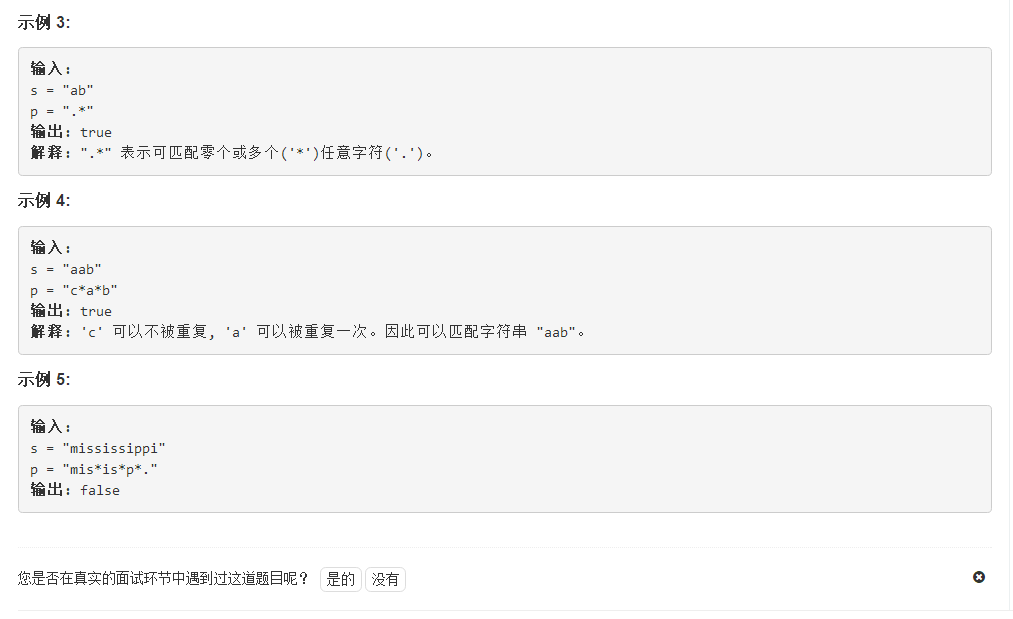 示例 3:
输入:
s = "ab"
p = ".*"
输出: true
解释: ".*" 表示可匹配零个或多个('*')任意字符('.')。
示例 4:
输入:
s = "aab"
p = "c*a*b"
输出: true
解释: 'c' 可以不被重复, 'a' 可以被重复一次。因此可以匹配字符串 "aab"。
示例 5:
输入:
s = "mississippi"
p = "mis*is*p*."
输出: false
您是否在真实的面试环节中遇到过这道题目呢？ 是的 没有